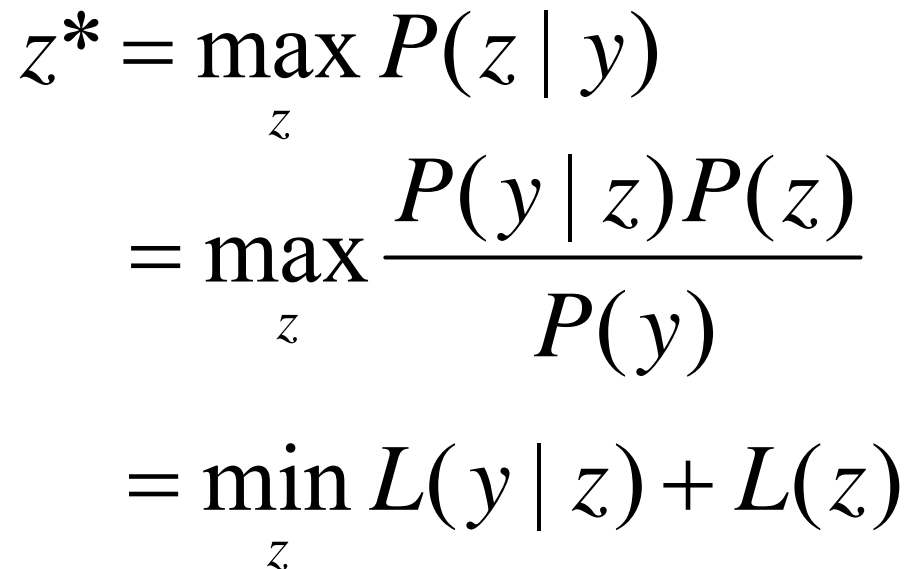 z* = max_z P(z | y)
= max_z P(y | z)P(z) / P(y)
= min_z L(y | z) + L(z)